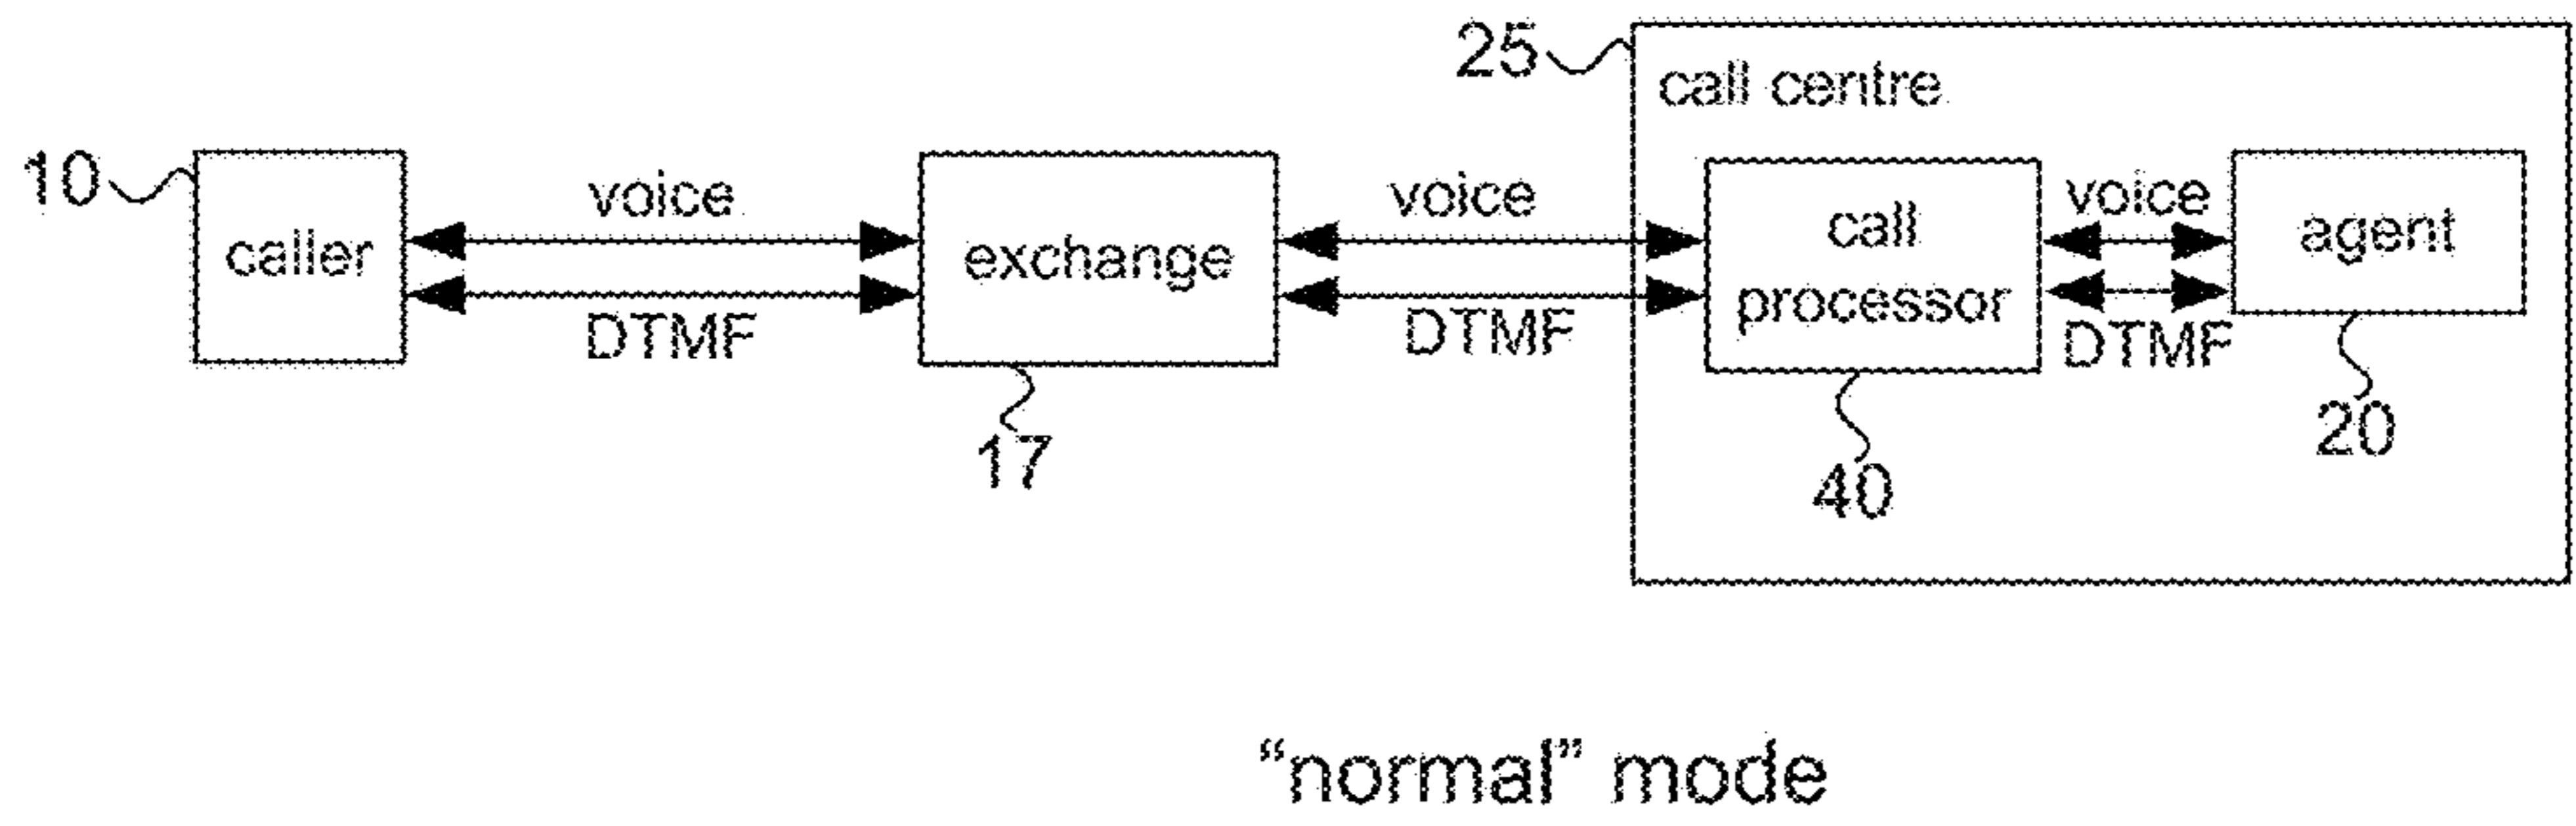 25
call centre
10
caller
voice
DTMF
exchange
17
voice
DTMF
call
processor
40
voice
DTMF
agent
20
“normal” mode